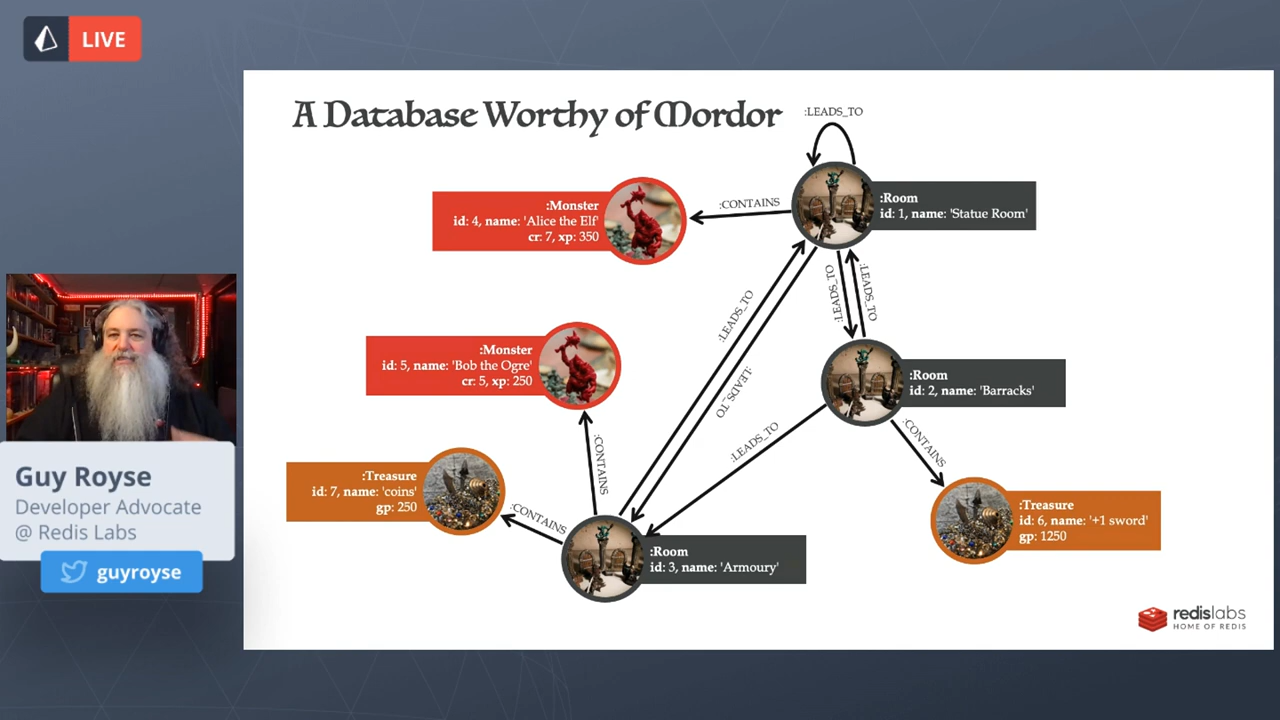 LIVE
A Database Worthy of Mordor
:LEADS_TO
:Monster
id: 4, name: 'Alice the Elf'
cr: 7, xp: 350
:CONTAINS
:Room
id: 1, name: 'Statue Room'
:LEADS_TO
:LEADS_TO
:LEADS_TO
:LEADS_TO
:Monster
id: 5, name: 'Bob the Ogre'
cr: 5, xp: 250
:Room
id: 2, name: 'Barracks'
:LEADS_TO
:CONTAINS
:CONTAINS
:Treasure
id: 7, name: 'coins'
gp: 250
:CONTAINS
:Treasure
id: 6, name: '+1 sword'
gp: 1250
:Room
id: 3, name: 'Armoury'
Guy Royse
Developer Advocate
@ Redis Labs
guyroyse
redislabs
HOME OF REDIS